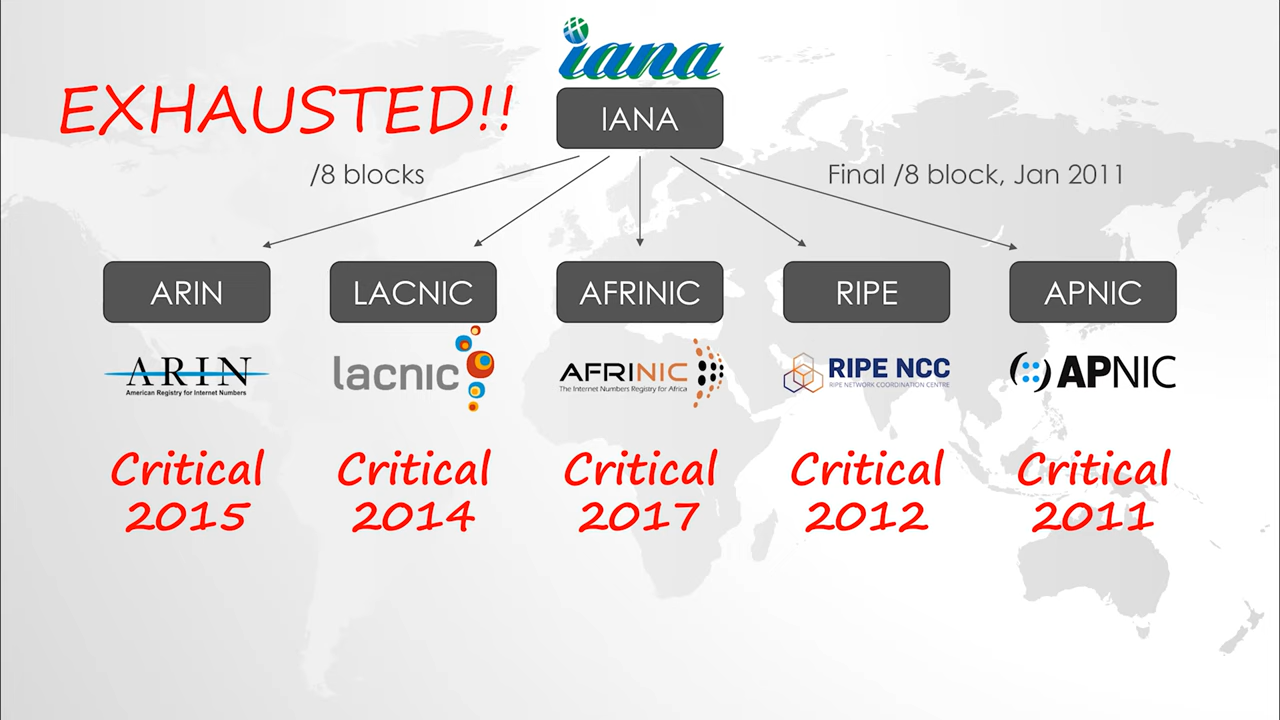 iana
EXHAUSTED!!
IANA
/8 blocks
Final /8 block, Jan 2011
ARIN
LACNIC
AFRINIC
RIPE
APNIC
ARIN
American Registry for Internet Numbers
lacnic
AFRINIC
The Internet Numbers Registry for Africa
RIPE NCC
RIPE NETWORK COORDINATION CENTRE
APNIC
Critical
2015
Critical
2014
Critical
2017
Critical
2012
Critical
2011